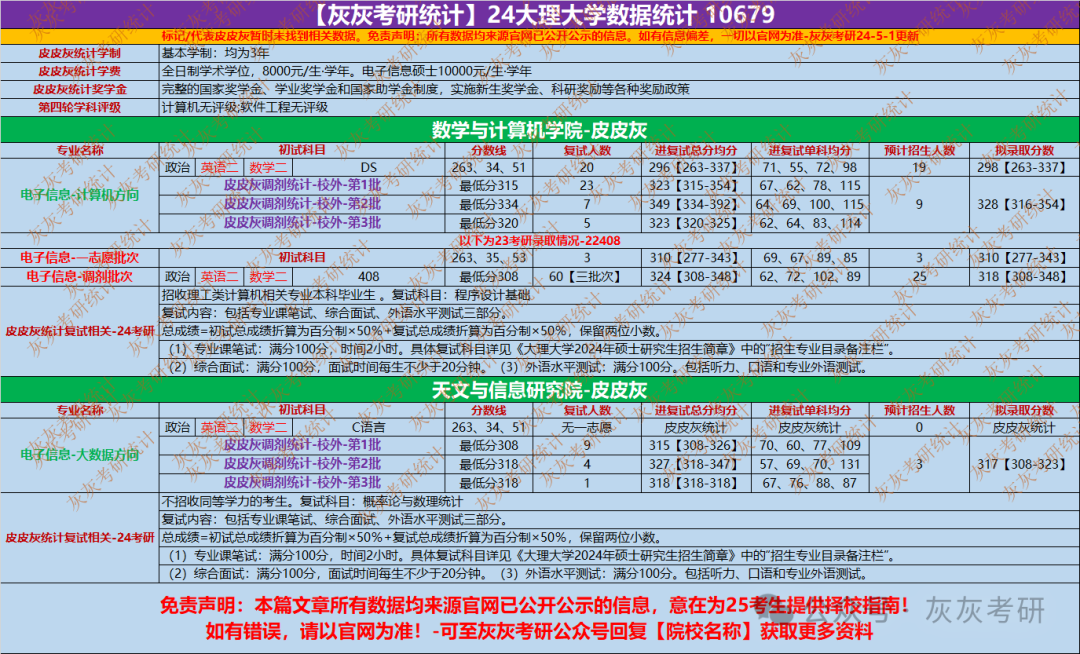 【灰灰考研统计】24大理大学数据统计 10679
标记/代表皮皮灰暂时未找到相关数据。免责声明：所有数据均来源官网已公开公示的信息。如有信息偏差，一切以官网为准-灰灰考研24-5-1更新
皮皮灰统计学制 基本学制：均为3年
皮皮灰统计学费 全日制学术学位，8000元/生·学年。电子信息硕士10000元/生·学年
皮皮灰统计奖学金 完整的国家奖学金、学业奖学金和国家助学金制度，实施新生奖学金、科研奖励等各种奖励政策
第四轮学科评级 计算机无评级;软件工程无评级
数学与计算机学院-皮皮灰
专业名称 初试科目 分数线 复试人数 进复试总分均分 进复试单科均分 预计招生人数 拟录取分数
电子信息-计算机方向 政治 英语二 数学二 DS 263、34、51 20 296【263-337】 71、55、72、98 19 298【263-337】
皮皮灰调剂统计-校外-第1批 最低分315 23 323【315-354】 67、62、78、115
皮皮灰调剂统计-校外-第2批 最低分334 7 349【334-392】 64、69、100、115 9 328【316-354】
皮皮灰调剂统计-校外-第3批 最低分320 5 323【320-325】 62、64、83、114
以下为23考研录取情况-22408
电子信息-一志愿批次 初试科目 263、35、53 3 310【277-343】 69、67、89、85 3 310【277-343】
电子信息-调剂批次 政治 英语二 数学二 408 最低分308 60【三批次】 324【308-348】 62、72、102、89 25 318【308-348】
皮皮灰统计复试相关-24考研 招收理工类计算机相关专业本科毕业生 。复试科目：程序设计基础
复试内容：包括专业课笔试、综合面试、外语水平测试三部分。
总成绩=初试总成绩折算为百分制×50%+复试总成绩折算为百分制×50%，保留两位小数。
（1）专业课笔试：满分100分，时间2小时。具体复试科目详见《大理大学2024年硕士研究生招生简章》中的“招生专业目录备注栏”。
（2）综合面试：满分100分，面试时间每生不少于20分钟。（3）外语水平测试：满分100分。包括听力、口语和专业外语测试。
天文与信息研究院-皮皮灰
专业名称 初试科目 分数线 复试人数 进复试总分均分 进复试单科均分 预计招生人数 拟录取分数
电子信息-大数据方向 政治 英语二 数学二 C语言 263、34、51 无一志愿 皮皮灰统计 皮皮灰统计 0 皮皮灰统计
皮皮灰调剂统计-校外-第1批 最低分308 9 315【308-326】 70、60、77、109
皮皮灰调剂统计-校外-第2批 最低分318 4 327【318-347】 57、69、70、131 3 317【308-323】
皮皮灰调剂统计-校外-第3批 最低分318 1 318【318-318】 67、76、88、87
皮皮灰统计复试相关-24考研 不招收同等学力的考生。复试科目：概率论与数理统计
复试内容：包括专业课笔试、综合面试、外语水平测试三部分。
总成绩=初试总成绩折算为百分制×50%+复试总成绩折算为百分制×50%，保留两位小数。
（1）专业课笔试：满分100分，时间2小时。具体复试科目详见《大理大学2024年硕士研究生招生简章》中的“招生专业目录备注栏”。
（2）综合面试：满分100分，面试时间每生不少于20分钟。（3）外语水平测试：满分100分。包括听力、口语和专业外语测试。
免责声明：本篇文章所有数据均来源官网已公开公示的信息，意在为25考生提供择校指南！
如有错误，请以官网为准！-可至灰灰考研公众号回复【院校名称】获取更多资料
公众号 · 灰灰考研
灰灰考研统计